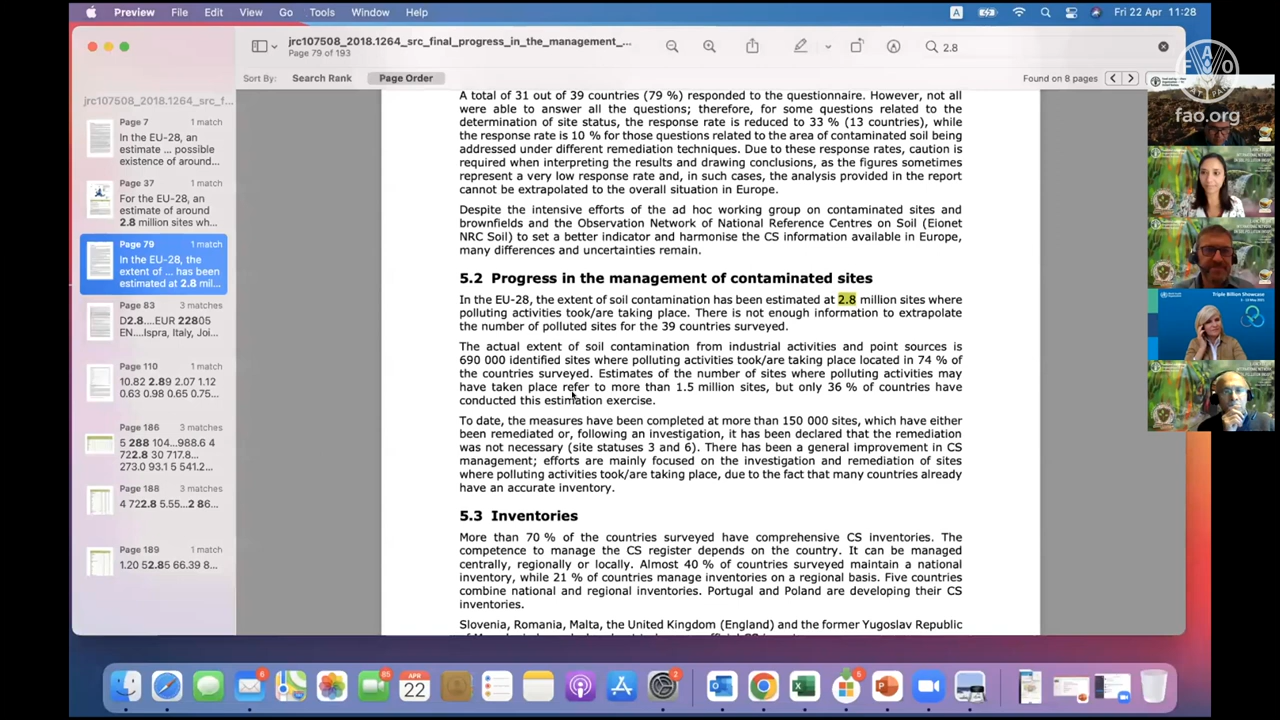 Preview File Edit View Go Tools Window Help
A Fri 22 Apr 11:28
jrc107508_2018.1264_src_final_progress_in_the_management_...
Page 79 of 193
2.8
Sort By: Search Rank Page Order
Found on 8 pages
FAO
fao.org
jrc107508_2018.1264_src_f...
Page 7 1 match
In the EU-28, an
estimate ... possible
existence of around...
Page 37 1 match
For the EU-28, an
estimate of around
2.8 million sites wh...
Page 79 1 match
In the EU-28, the
extent of ... has been
estimated at 2.8 mil...
Page 83 3 matches
D2.8....EUR 22805
EN....Ispra, Italy, Joi...
Page 110 1 match
10.82 2.89 2.07 1.12
0.63 0.98 0.65 0.75...
Page 186 3 matches
5 288 104...988.6 4
722.8 30 717.8...
273.0 93.1 5 541.2...
Page 188 3 matches
4 722.8 5.55...2 86...
Page 189 1 match
1.20 52.85 66.39 8...
A total of 31 out of 39 countries (79 %) responded to the questionnaire. However, not all
were able to answer all the questions; therefore, for some questions related to the
determination of site status, the response rate is reduced to 33 % (13 countries), while
the response rate is 10 % for those questions related to the area of contaminated soil being
addressed under different remediation techniques. Due to these response rates, caution is
required when interpreting the results and drawing conclusions, as the figures sometimes
represent a very low response rate and, in such cases, the analysis provided in the report
cannot be extrapolated to the overall situation in Europe.
Despite the intensive efforts of the ad hoc working group on contaminated sites and
brownfields and the Observation Network of National Reference Centres on Soil (Eionet
NRC Soil) to set a better indicator and harmonise the CS information available in Europe,
many differences and uncertainties remain.
5.2 Progress in the management of contaminated sites
In the EU-28, the extent of soil contamination has been estimated at 2.8 million sites where
polluting activities took/are taking place. There is not enough information to extrapolate
the number of polluted sites for the 39 countries surveyed.
The actual extent of soil contamination from industrial activities and point sources is
690 000 identified sites where polluting activities took/are taking place located in 74 % of
the countries surveyed. Estimates of the number of sites where polluting activities may
have taken place refer to more than 1.5 million sites, but only 36 % of countries have
conducted this estimation exercise.
To date, the measures have been completed at more than 150 000 sites, which have either
been remediated or, following an investigation, it has been declared that the remediation
was not necessary (site statuses 3 and 6). There has been a general improvement in CS
management; efforts are mainly focused on the investigation and remediation of sites
where polluting activities took/are taking place, due to the fact that many countries already
have an accurate inventory.
5.3 Inventories
More than 70 % of the countries surveyed have comprehensive CS inventories. The
competence to manage the CS register depends on the country. It can be managed
centrally, regionally or locally. Almost 40 % of countries surveyed maintain a national
inventory, while 21 % of countries manage inventories on a regional basis. Five countries
combine national and regional inventories. Portugal and Poland are developing their CS
inventories.
Slovenia, Romania, Malta, the United Kingdom (England) and the former Yugoslav Republic
Triple Billion Showcase
6
65
APR
22
2
5